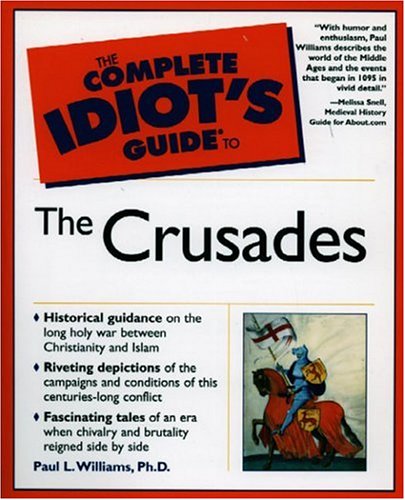 THE
COMPLETE
IDIOT'S
GUIDE® TO
"With humor and
enthusiasm, Paul
Williams describes the
world of the Middle
Ages and the events
that began in 1095 in
vivid detail."
—Melissa Snell,
Medieval History
Guide for About.com
The Crusades
♦ Historical guidance on the
long holy war between
Christianity and Islam
♦ Riveting depictions of the
campaigns and conditions of this
centuries-long conflict
♦ Fascinating tales of an era
when chivalry and brutality
reigned side by side
Paul L. Williams, Ph.D.